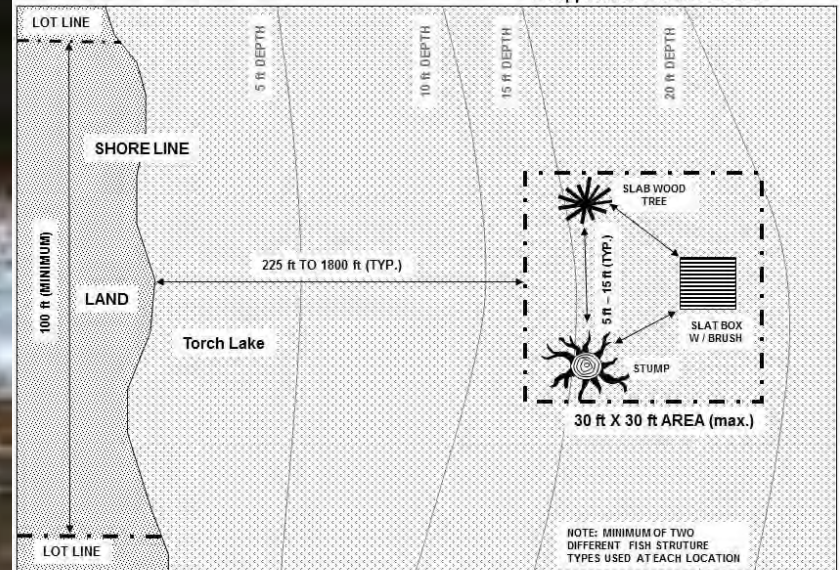 LOT LINE
5 ft DEPTH
10 ft DEPTH
15 ft DEPTH
20 ft DEPTH
SHORE LINE
100 ft (MINIMUM)
SLAB WOOD
TREE
225 ft TO 1800 ft (TYP.)
5 ft – 15 ft (TYP.)
LAND
Torch Lake
SLAT BOX
W / BRUSH
STUMP
30 ft X 30 ft AREA (max.)
NOTE: MINIMUM OF TWO
DIFFERENT FISH STRUTURE
TYPES USED AT EACH LOCATION
LOT LINE